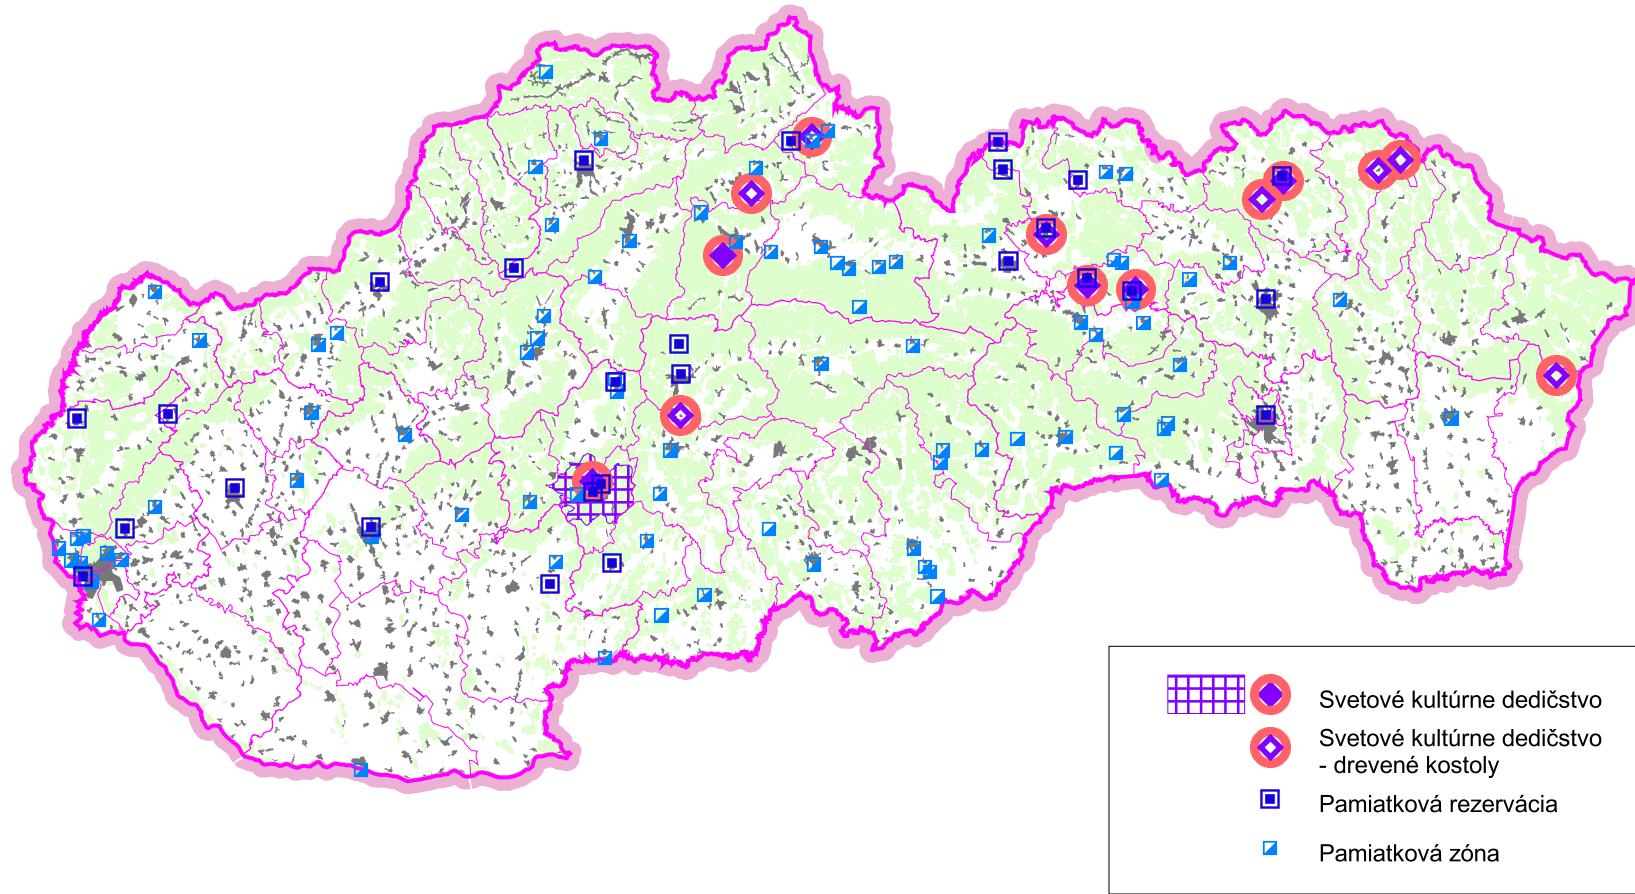 Svetové kultúrne dedičstvo
Svetové kultúrne dedičstvo
- drevené kostoly
Pamiatková rezervácia
Pamiatková zóna